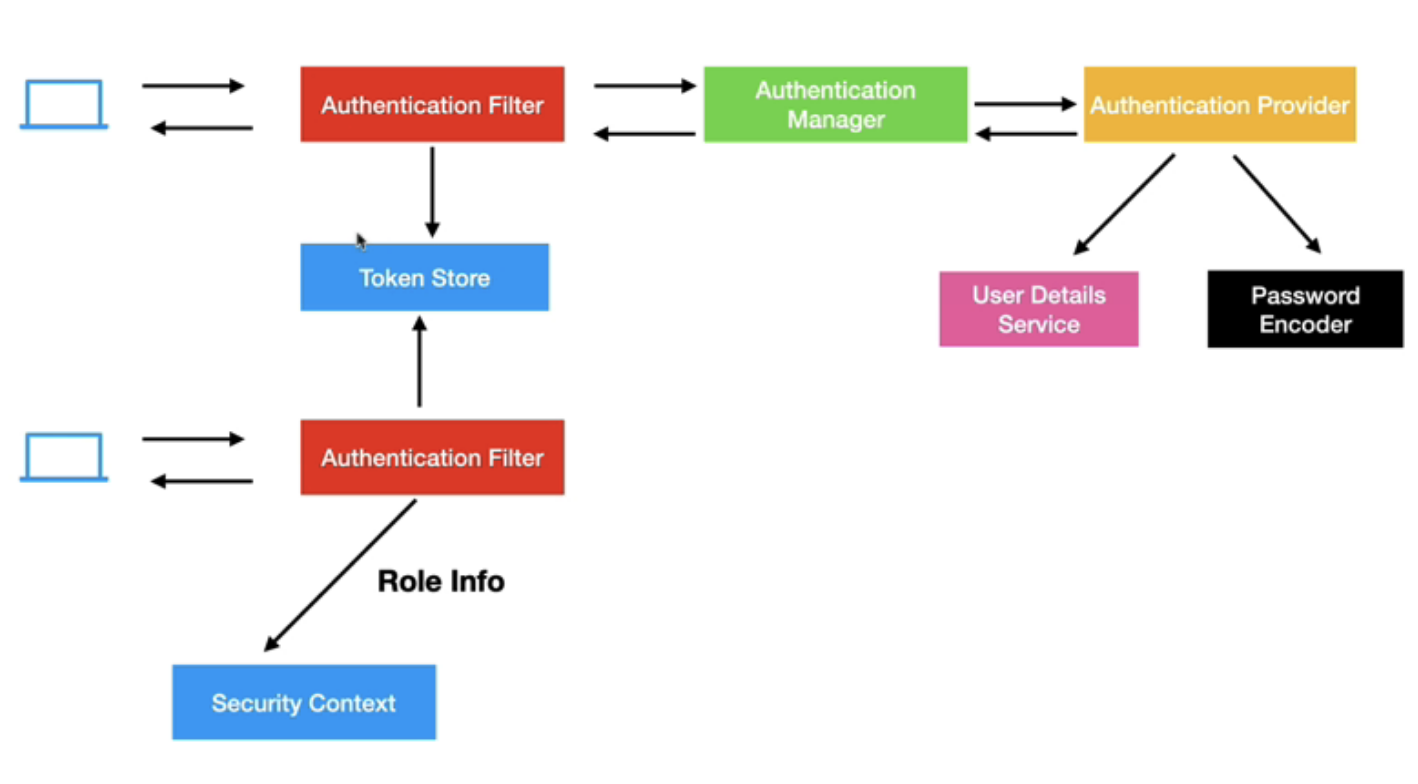 Authentication Filter
Authentication
Manager
Authentication Provider
Token Store
User Details
Service
Password
Encoder
Authentication Filter
Role Info
Security Context